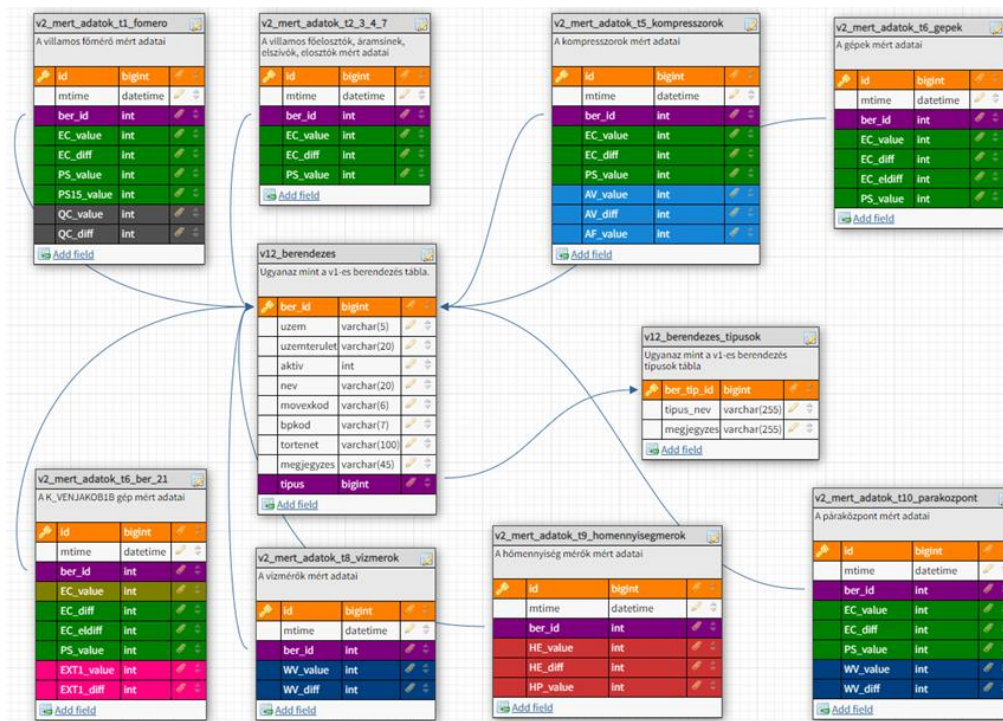 v2_mert_adatok_t1_fomero
A villamos főmérő mért adatai
id bigint
mtime datetime
ber_id int
EC_value int
EC_diff int
PS_value int
PS15_value int
QC_value int
QC_diff int
Add field
v2_mert_adatok_t2_3_4_7
A villamos főelosztók, áramsínek,
elszívók, elosztók mért adatai
id bigint
mtime datetime
ber_id int
EC_value int
EC_diff int
PS_value int
Add field
v2_mert_adatok_t5_kompresszorok
A kompresszorok mért adatai
id bigint
mtime datetime
ber_id int
EC_value int
EC_diff int
PS_value int
AV_value int
AV_diff int
AF_value int
Add field
v2_mert_adatok_t6_gepek
A gépek mért adatai
id bigint
mtime datetime
ber_id int
EC_value int
EC_diff int
EC_eldiff int
PS_value int
Add field
v12_berendezes
Ugyanaz mint a v1-es berendezés tábla.
ber_id bigint
uzem varchar(5)
uzemterulet varchar(20)
aktiv int
nev varchar(20)
movexkod varchar(6)
bpkod varchar(7)
tortenet varchar(100)
megjegyzes varchar(45)
tipus bigint
Add field
v12_berendezes_tipusok
Ugyanaz mint a v1-es berendezés
típusok tábla
ber_tip_id bigint
tipus_nev varchar(255)
megjegyzes varchar(255)
Add field
v2_mert_adatok_t6_ber_21
A K_VENJAKOB1B gép mért adatai
id bigint
mtime datetime
ber_id int
EC_value int
EC_diff int
EC_eldiff int
PS_value int
EXT1_value int
EXT1_diff int
Add field
v2_mert_adatok_t8_vizmerok
A vízmérők mért adatai
id bigint
mtime datetime
ber_id int
WV_value int
WV_diff int
Add field
v2_mert_adatok_t9_homennyisegmerok
A hőmennyiség mérők mért adatai
id bigint
mtime datetime
ber_id int
HE_value int
HE_diff int
HP_value int
Add field
v2_mert_adatok_t10_parakozpont
A páraközpont mért adatai
id bigint
mtime datetime
ber_id int
EC_value int
EC_diff int
PS_value int
WV_value int
WV_diff int
Add field